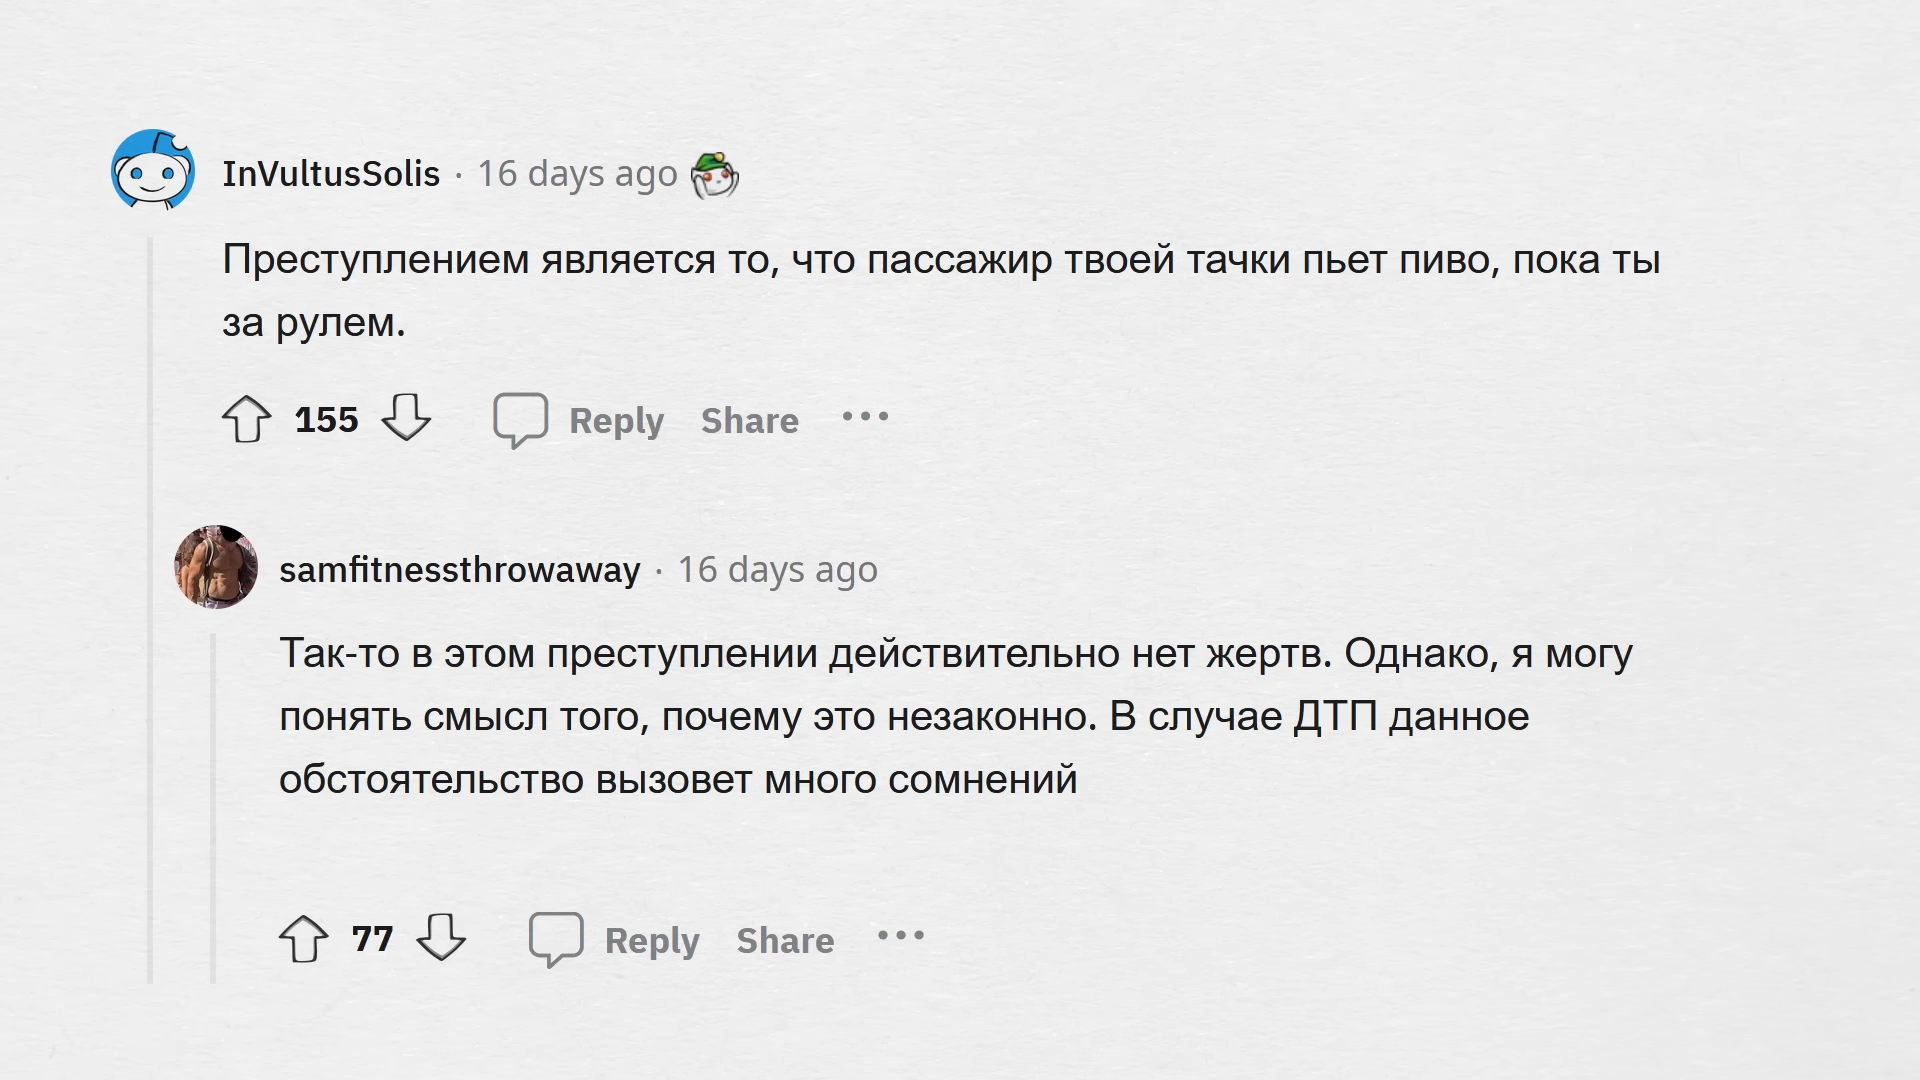 InVultusSolis · 16 days ago
Преступлением является то, что пассажир твоей тачки пьет пиво, пока ты
за рулем.
155 Reply Share •••
samfitnessthrowaway · 16 days ago
Так-то в этом преступлении действительно нет жертв. Однако, я могу
понять смысл того, почему это незаконно. В случае ДТП данное
обстоятельство вызовет много сомнений
77 Reply Share •••